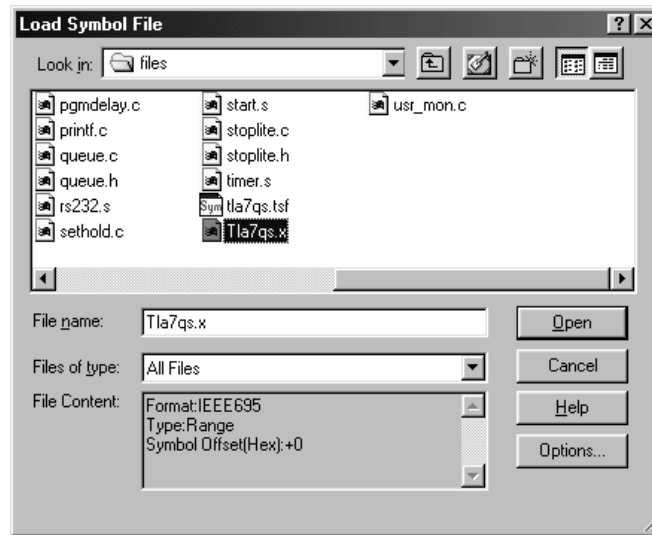 Load Symbol File
Look in: files
pgmdelay.c
printf.c
queue.c
queue.h
rs232.s
sethold.c
start.s
stoplite.c
stoplite.h
timer.s
Sym tla7qs.tsf
Tla7qs.x
usr_mon.c
File name: Tla7qs.x
Open
Files of type: All Files
Cancel
File Content: Format:IEEE695
Type:Range
Symbol Offset(Hex):+0
Help
Options...